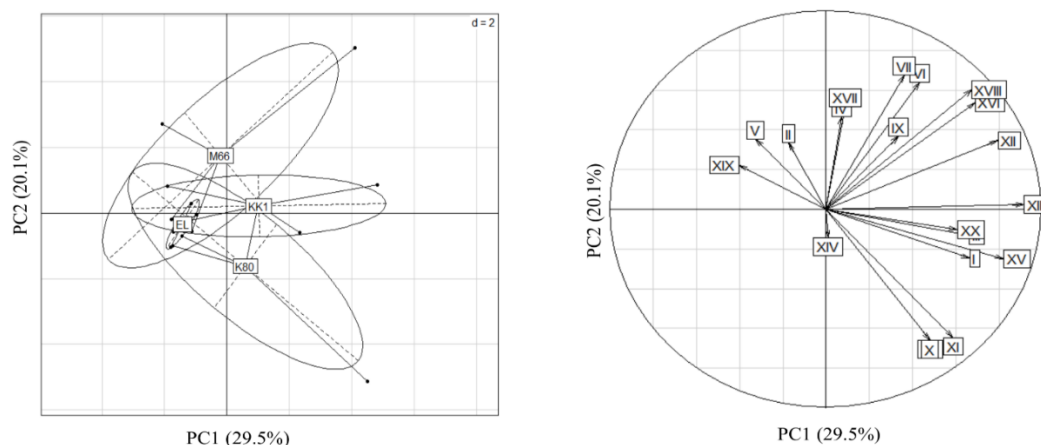 d = 2
M66
KK1
EL
K80
PC2 (20.1%)
PC1 (29.5%)
VII
VI
XVIII
XVII
XVI
IX
V
II
XII
XIX
XX
XIV
I
XV
X
XI
PC2 (20.1%)
PC1 (29.5%)